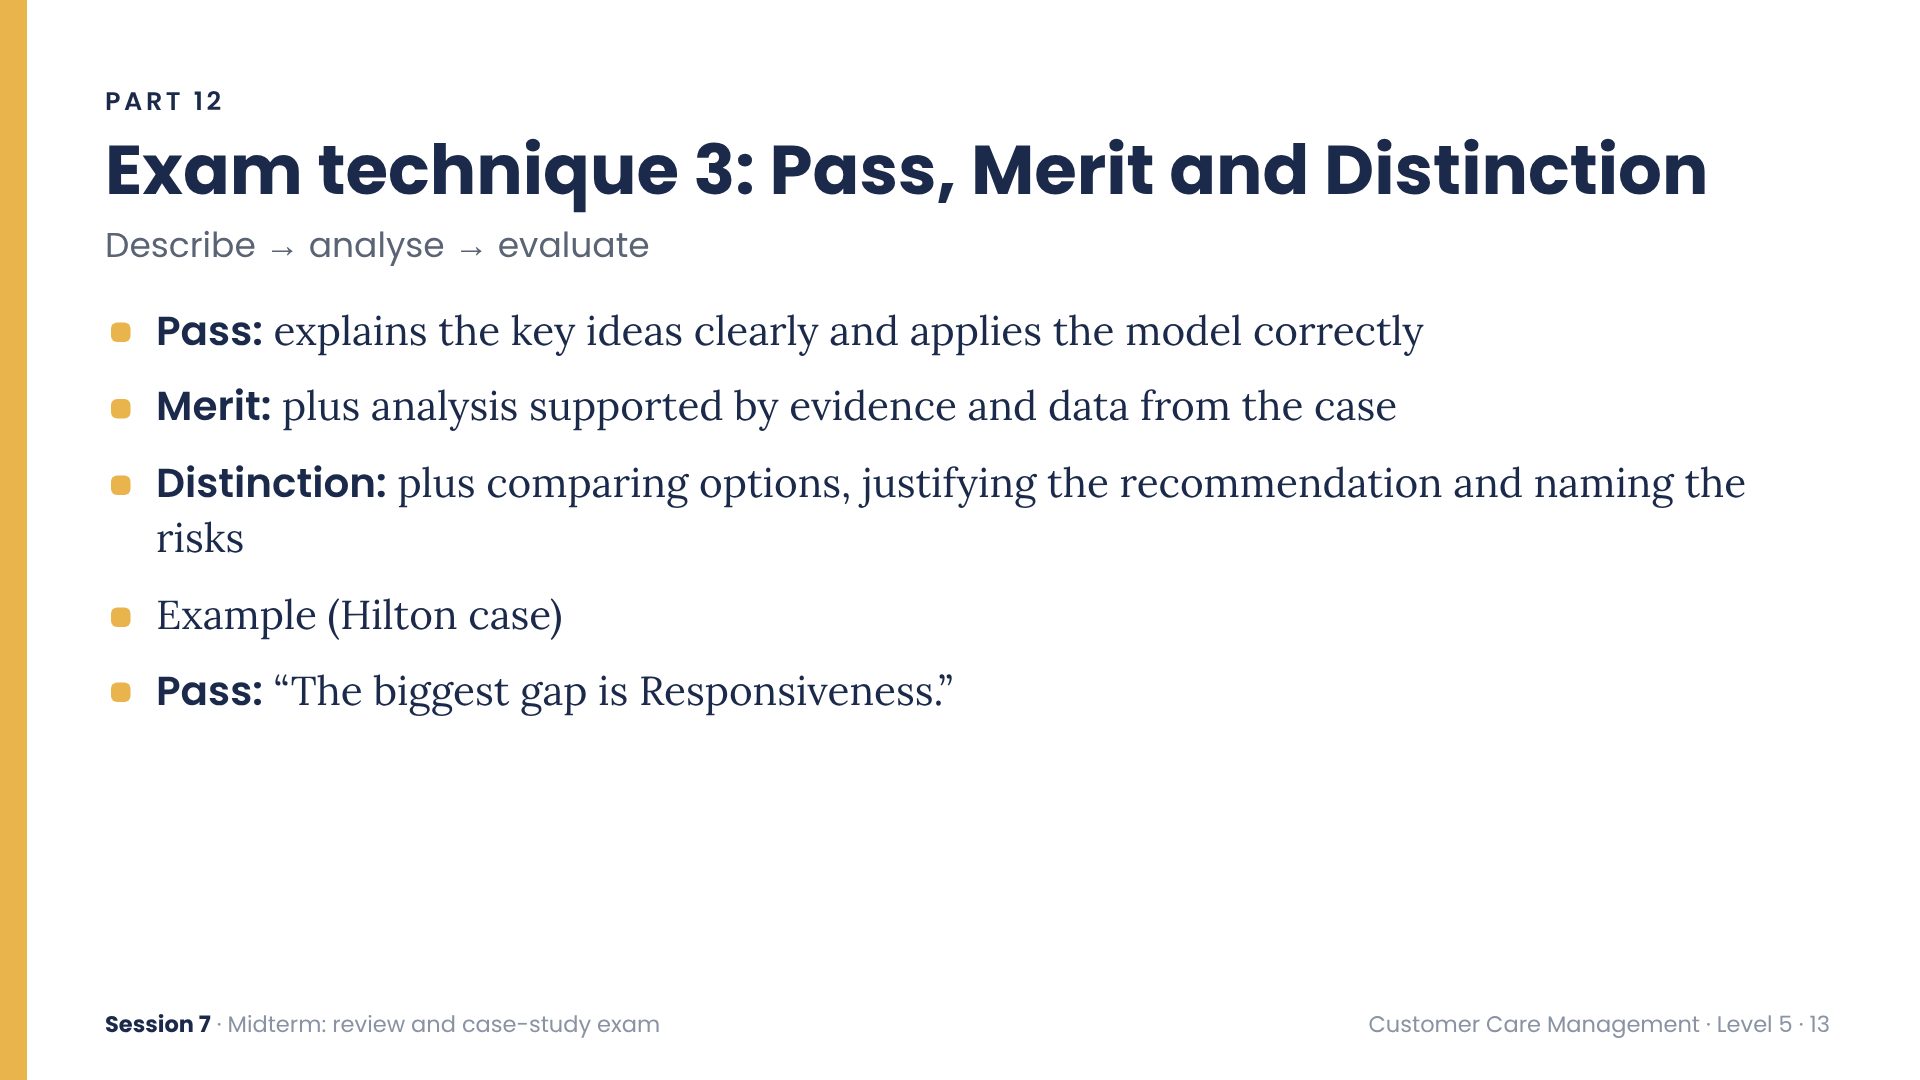 PART 12
Exam technique 3: Pass, Merit and Distinction
Describe → analyse → evaluate
Pass: explains the key ideas clearly and applies the model correctly
Merit: plus analysis supported by evidence and data from the case
Distinction: plus comparing options, justifying the recommendation and naming the
risks
Example (Hilton case)
Pass: “The biggest gap is Responsiveness.”
Session 7 · Midterm: review and case-study exam
Customer Care Management · Level 5 · 13